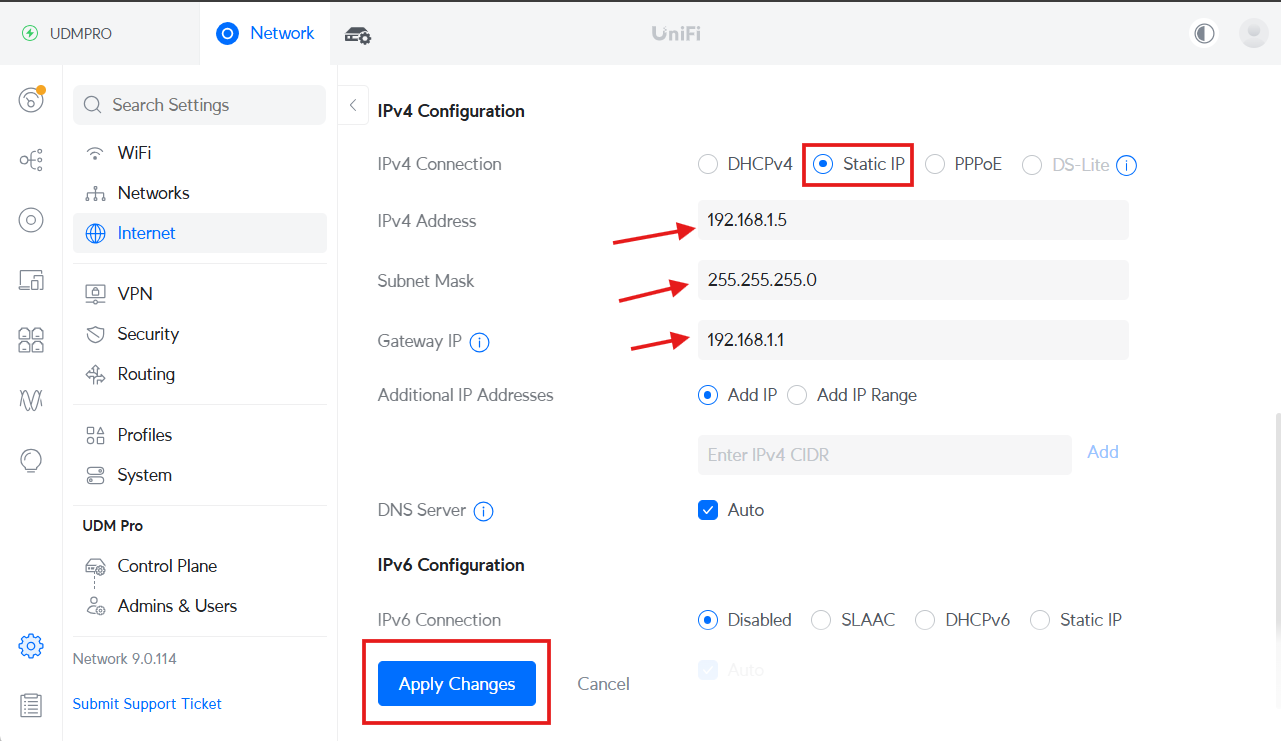 UDMPRO
Network
UniFi
Search Settings
WiFi
Networks
Internet
VPN
Security
Routing
Profiles
System
UDM Pro
Control Plane
Admins & Users
Network 9.0.114
Submit Support Ticket
IPv4 Configuration
IPv4 Connection DHCPv4 Static IP PPPoE DS-Lite
IPv4 Address 192.168.1.5
Subnet Mask 255.255.255.0
Gateway IP 192.168.1.1
Additional IP Addresses Add IP Add IP Range
Enter IPv4 CIDR Add
DNS Server Auto
IPv6 Configuration
IPv6 Connection Disabled SLAAC DHCPv6 Static IP
Auto
Apply Changes Cancel